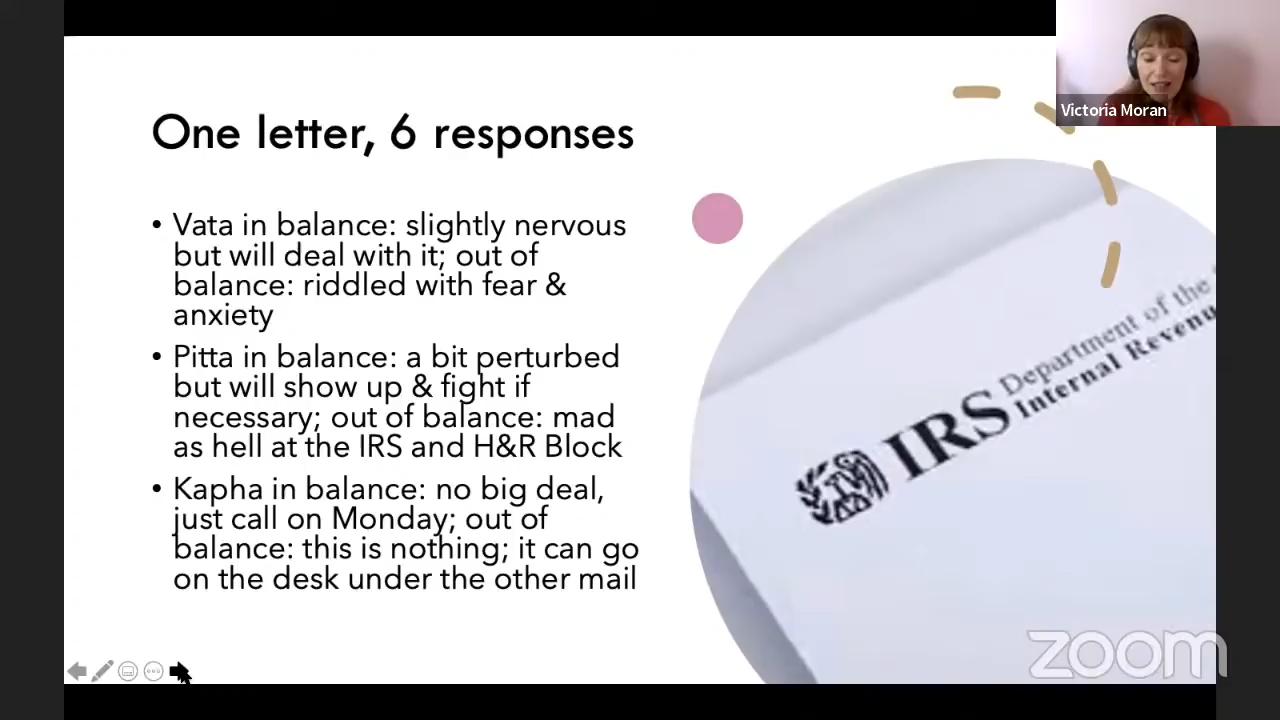 Victoria Moran
One letter, 6 responses
• Vata in balance: slightly nervous
but will deal with it; out of
balance: riddled with fear &
anxiety
• Pitta in balance: a bit perturbed
but will show up & fight if
necessary; out of balance: mad
as hell at the IRS and H&R Block
• Kapha in balance: no big deal,
just call on Monday; out of
balance: this is nothing; it can go
on the desk under the other mail
IRS
Department of the
Internal Revenu
zoom